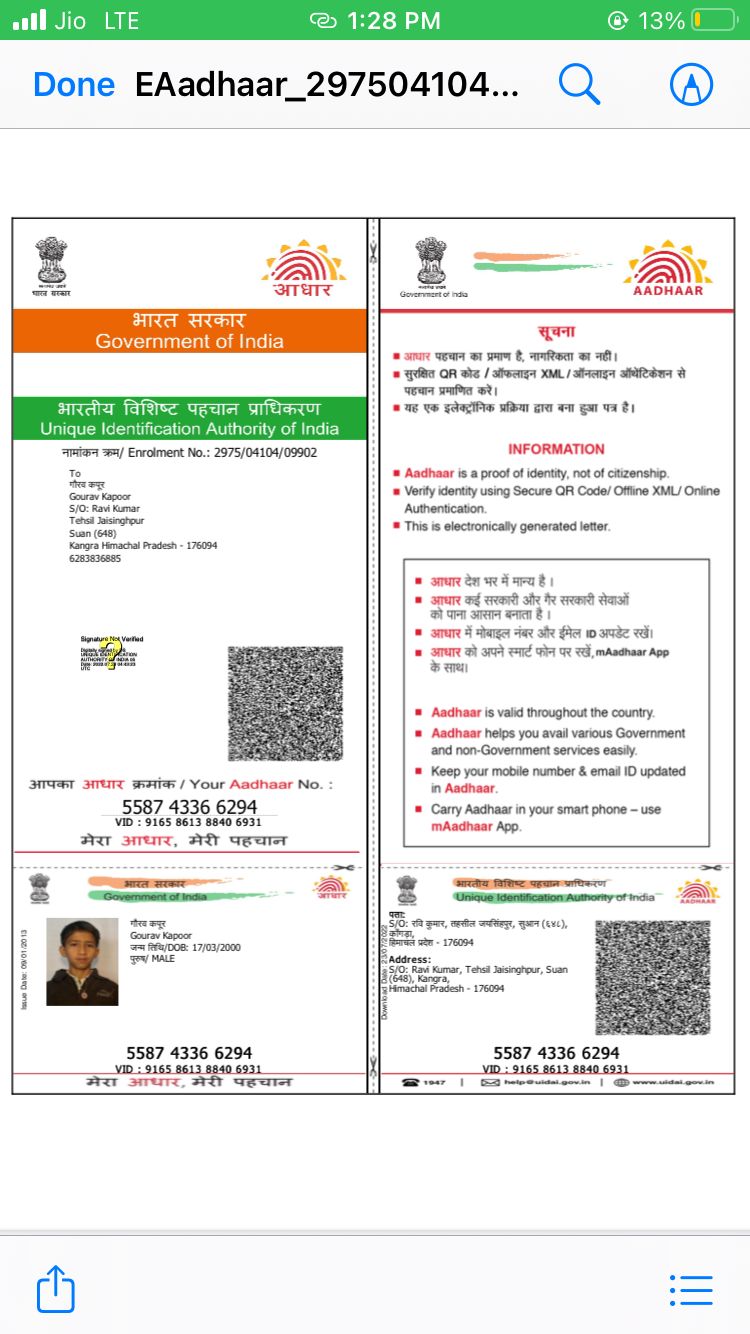 Jio LTE 1:28 PM 13%
Done EAadhaar_297504104...
आधार
भारत सरकार
भारत सरकार
Government of India
भारतीय विशिष्ट पहचान प्राधिकरण
Unique Identification Authority of India
नामांकन क्रम/ Enrolment No.: 2975/04104/09902
To
गौरव कपूर
Gourav Kapoor
S/O: Ravi Kumar
Tehsil Jaisinghpur
Suan (648)
Kangra Himachal Pradesh - 176094
6283836885
Signature Not Verified
आपका आधार क्रमांक / Your Aadhaar No. :
5587 4336 6294
VID : 9165 8613 8840 6931
मेरा आधार, मेरी पहचान
Government of India
AADHAAR
सूचना
आधार पहचान का प्रमाण है, नागरिकता का नहीं।
सुरक्षित QR कोड / ऑफलाइन XML / ऑनलाइन ऑथेंटिकेशन से
पहचान प्रमाणित करें।
यह एक इलेक्ट्रॉनिक प्रक्रिया द्वारा बना हुआ पत्र है।
INFORMATION
Aadhaar is a proof of identity, not of citizenship.
Verify identity using Secure QR Code/ Offline XML/ Online
Authentication.
This is electronically generated letter.
आधार देश भर में मान्य है ।
आधार कई सरकारी और गैर सरकारी सेवाओं
को पाना आसान बनाता है ।
आधार में मोबाइल नंबर और ईमेल ID अपडेट रखें।
आधार को अपने स्मार्ट फोन पर रखें, mAadhaar App
के साथ।
Aadhaar is valid throughout the country.
Aadhaar helps you avail various Government
and non-Government services easily.
Keep your mobile number & email ID updated
in Aadhaar.
Carry Aadhaar in your smart phone – use
mAadhaar App.
भारत सरकार
Government of India
आधार
Issue Date: 09/01/2013
गौरव कपूर
Gourav Kapoor
जन्म तिथि/DOB: 17/03/2000
पुरुष/ MALE
5587 4336 6294
VID : 9165 8613 8840 6931
मेरा आधार, मेरी पहचान
भारतीय विशिष्ट पहचान प्राधिकरण
Unique Identification Authority of India
AADHAAR
Download Date: 23/07/2022
पता:
S/O: रवि कुमार, तहसील जयसिंहपुर, सुआन (६४८),
काँगड़ा,
हिमाचल प्रदेश - 176094
Address:
S/O: Ravi Kumar, Tehsil Jaisinghpur, Suan
(648), Kangra,
Himachal Pradesh - 176094
5587 4336 6294
VID : 9165 8613 8840 6931
1947 | help@uidai.gov.in | www.uidai.gov.in